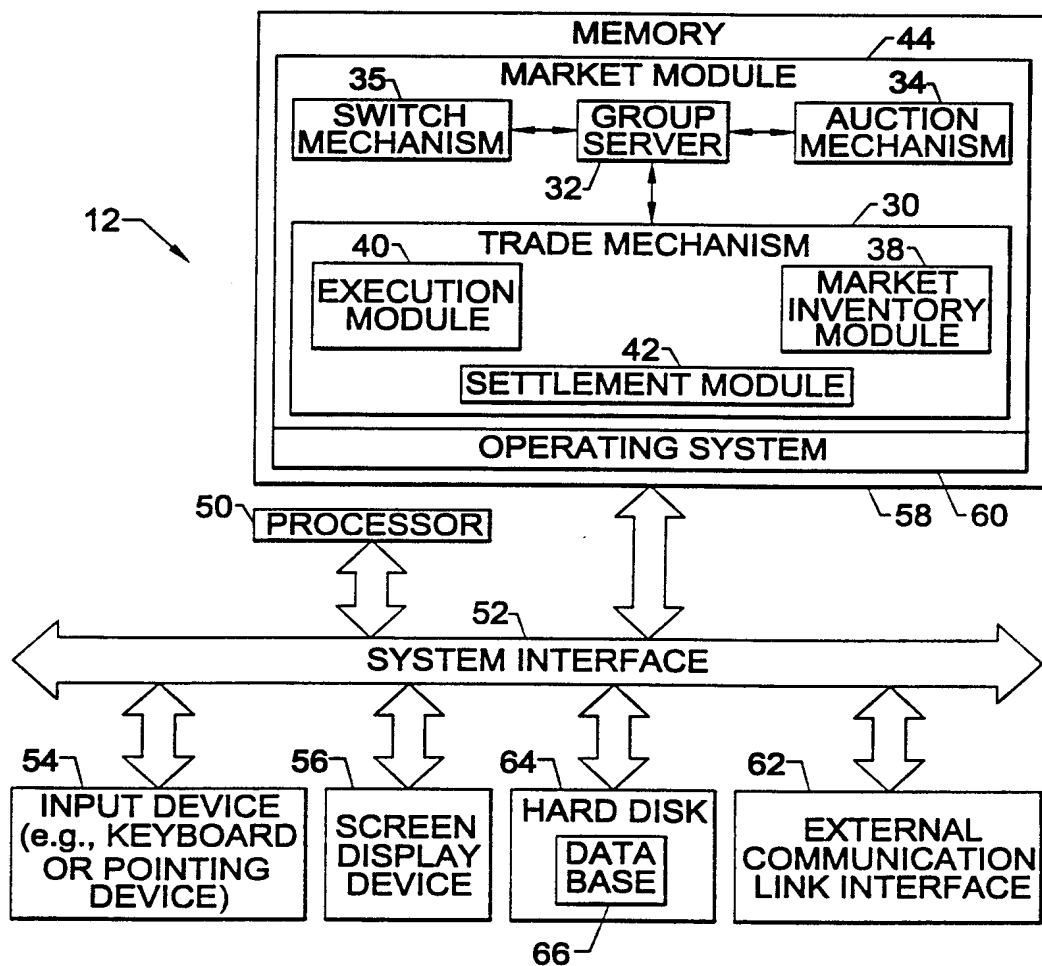 MEMORY
44
MARKET MODULE
35
34
SWITCH
MECHANISM
GROUP
SERVER
AUCTION
MECHANISM
32
12
30
TRADE MECHANISM
40
38
EXECUTION
MODULE
MARKET
INVENTORY
MODULE
42
SETTLEMENT MODULE
OPERATING SYSTEM
50
58
60
PROCESSOR
52
SYSTEM INTERFACE
54
56
64
62
INPUT DEVICE
(e.g., KEYBOARD
OR POINTING
DEVICE)
SCREEN
DISPLAY
DEVICE
HARD DISK
DATA
BASE
EXTERNAL
COMMUNICATION
LINK INTERFACE
66